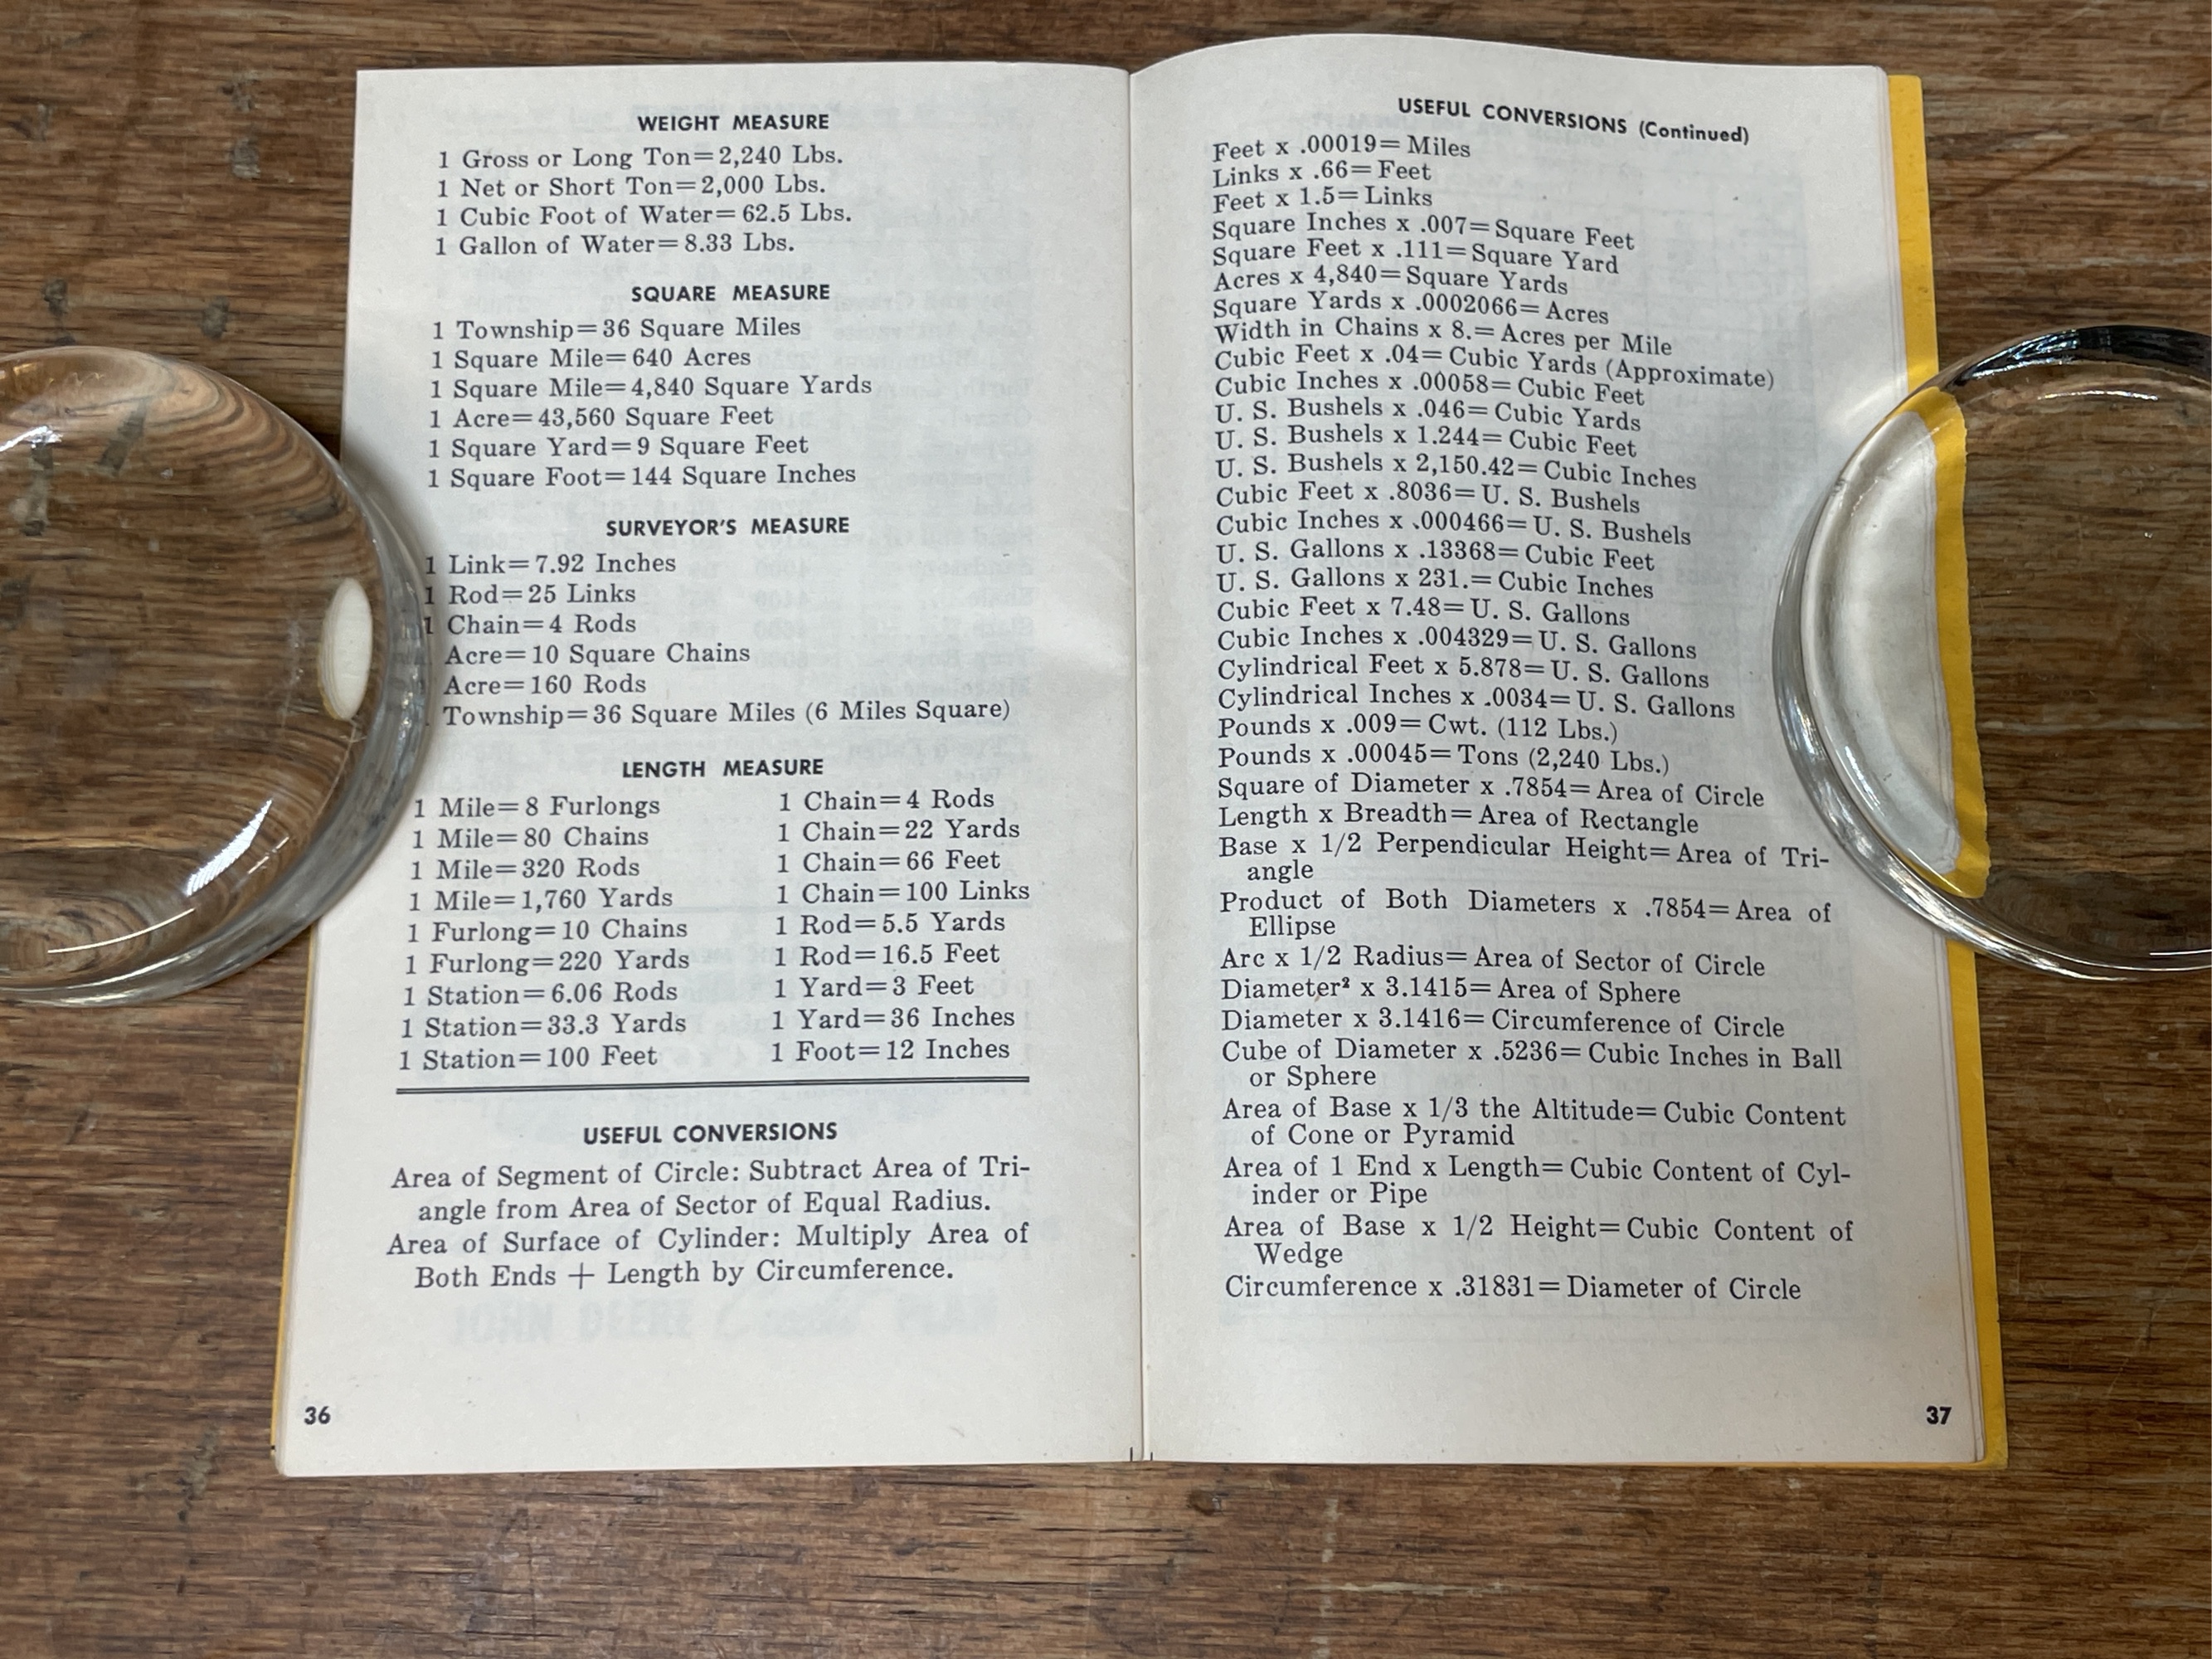 WEIGHT MEASURE
1 Gross or Long Ton=2,240 Lbs.
1 Net or Short Ton=2,000 Lbs.
1 Cubic Foot of Water=62.5 Lbs.
1 Gallon of Water=8.33 Lbs.
SQUARE MEASURE
1 Township=36 Square Miles
1 Square Mile=640 Acres
1 Square Mile=4,840 Square Yards
1 Acre=43,560 Square Feet
1 Square Yard=9 Square Feet
1 Square Foot=144 Square Inches
SURVEYOR'S MEASURE
1 Link=7.92 Inches
1 Rod=25 Links
1 Chain=4 Rods
Acre=10 Square Chains
Acre=160 Rods
Township=36 Square Miles (6 Miles Square)
LENGTH MEASURE
1 Mile=8 Furlongs
1 Mile=80 Chains
1 Mile=320 Rods
1 Mile=1,760 Yards
1 Furlong=10 Chains
1 Furlong=220 Yards
1 Station=6.06 Rods
1 Station=33.3 Yards
1 Station=100 Feet
1 Chain=4 Rods
1 Chain=22 Yards
1 Chain=66 Feet
1 Chain=100 Links
1 Rod=5.5 Yards
1 Rod=16.5 Feet
1 Yard=3 Feet
1 Yard=36 Inches
1 Foot=12 Inches
USEFUL CONVERSIONS
Area of Segment of Circle: Subtract Area of Tri-
angle from Area of Sector of Equal Radius.
Area of Surface of Cylinder: Multiply Area of
Both Ends + Length by Circumference.
36
USEFUL CONVERSIONS (Continued)
Feet x .00019=Miles
Links x .66=Feet
Feet x 1.5=Links
Square Inches x .007=Square Feet
Square Feet x .111=Square Yard
Acres x 4,840=Square Yards
Square Yards x .0002066=Acres
Width in Chains x 8.=Acres per Mile
Cubic Feet x .04=Cubic Yards (Approximate)
Cubic Inches x .00058=Cubic Feet
U. S. Bushels x .046=Cubic Yards
U. S. Bushels x 1.244=Cubic Feet
U. S. Bushels x 2,150.42=Cubic Inches
Cubic Feet x .8036=U. S. Bushels
Cubic Inches x .000466=U. S. Bushels
U. S. Gallons x .13368=Cubic Feet
U. S. Gallons x 231.=Cubic Inches
Cubic Feet x 7.48=U. S. Gallons
Cubic Inches x .004329=U. S. Gallons
Cylindrical Feet x 5.878=U. S. Gallons
Cylindrical Inches x .0034=U. S. Gallons
Pounds x .009=Cwt. (112 Lbs.)
Pounds x .00045=Tons (2,240 Lbs.)
Square of Diameter x .7854=Area of Circle
Length x Breadth=Area of Rectangle
Base x 1/2 Perpendicular Height=Area of Tri-
angle
Product of Both Diameters x .7854=Area of
Ellipse
Arc x 1/2 Radius=Area of Sector of Circle
Diameter² x 3.1415=Area of Sphere
Diameter x 3.1416=Circumference of Circle
Cube of Diameter x .5236=Cubic Inches in Ball
or Sphere
Area of Base x 1/3 the Altitude=Cubic Content
of Cone or Pyramid
Area of 1 End x Length=Cubic Content of Cyl-
inder or Pipe
Area of Base x 1/2 Height=Cubic Content of
Wedge
Circumference x .31831=Diameter of Circle
37